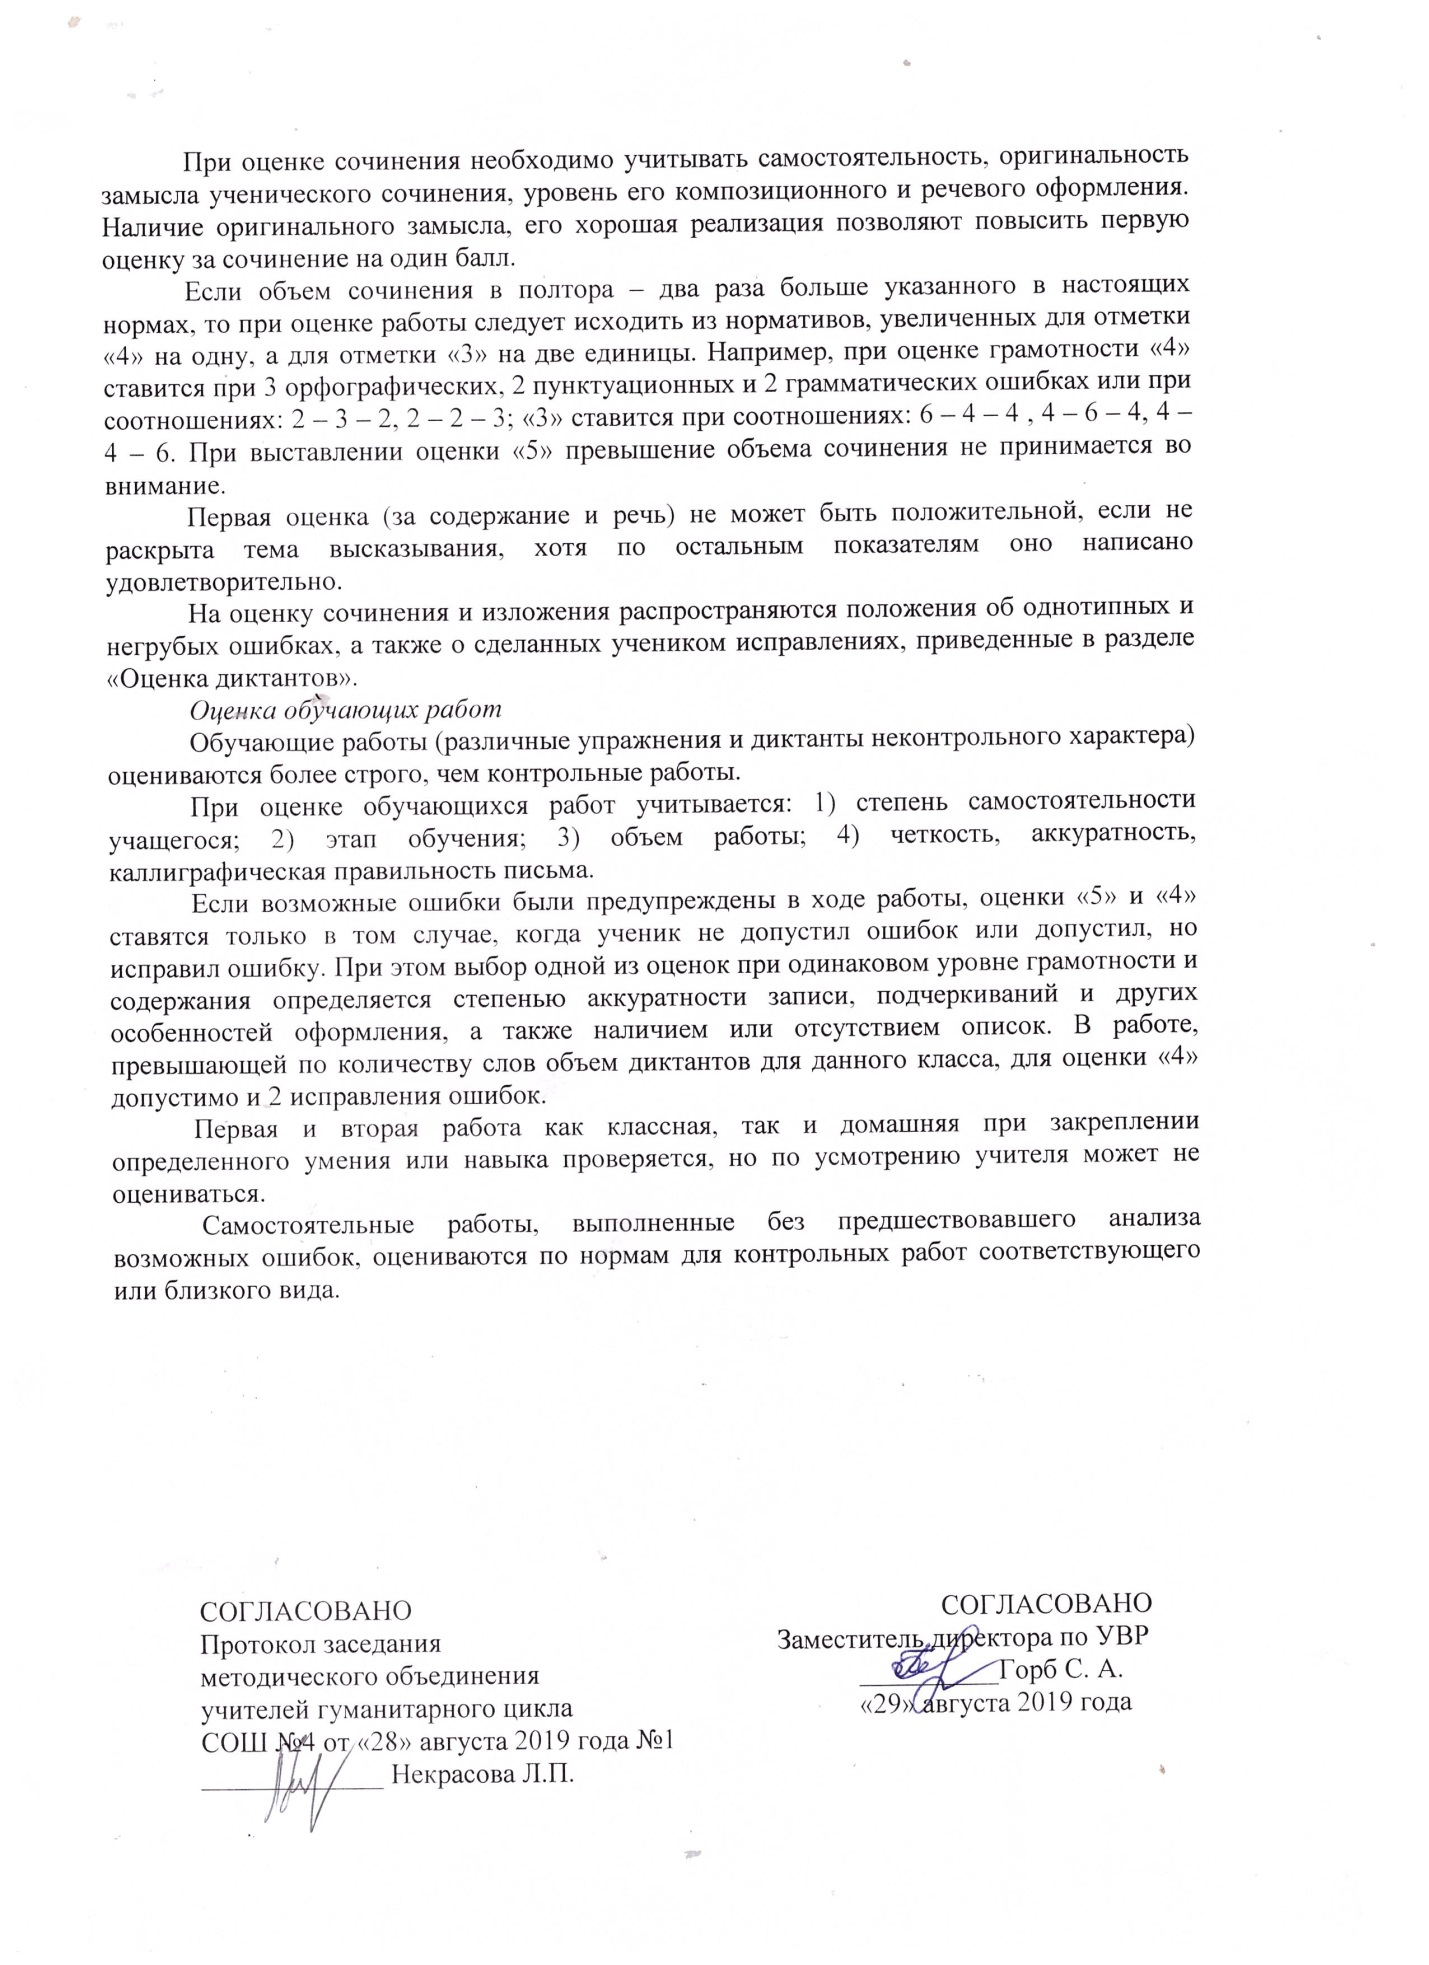 При оценке сочинения необходимо учитывать самостоятельность, оригинальность
замысла ученического сочинения, уровень его композиционного и речевого оформления.
Наличие оригинального замысла, его хорошая реализация позволяют повысить первую
оценку за сочинение на один балл.
Если объем сочинения в полтора – два раза больше указанного в настоящих
нормах, то при оценке работы следует исходить из нормативов, увеличенных для отметки
«4» на одну, а для отметки «3» на две единицы. Например, при оценке грамотности «4»
ставится при 3 орфографических, 2 пунктуационных и 2 грамматических ошибках или при
соотношениях: 2 – 3 – 2, 2 – 2 – 3; «3» ставится при соотношениях: 6 – 4 – 4 , 4 – 6 – 4, 4 –
4 – 6. При выставлении оценки «5» превышение объема сочинения не принимается во
внимание.
Первая оценка (за содержание и речь) не может быть положительной, если не
раскрыта тема высказывания, хотя по остальным показателям оно написано
удовлетворительно.
На оценку сочинения и изложения распространяются положения об однотипных и
негрубых ошибках, а также о сделанных учеником исправлениях, приведенные в разделе
«Оценка диктантов».
Оценка обучающих работ
Обучающие работы (различные упражнения и диктанты неконтрольного характера)
оцениваются более строго, чем контрольные работы.
При оценке обучающихся работ учитывается: 1) степень самостоятельности
учащегося; 2) этап обучения; 3) объем работы; 4) четкость, аккуратность,
каллиграфическая правильность письма.
Если возможные ошибки были предупреждены в ходе работы, оценки «5» и «4»
ставятся только в том случае, когда ученик не допустил ошибок или допустил, но
исправил ошибку. При этом выбор одной из оценок при одинаковом уровне грамотности и
содержания определяется степенью аккуратности записи, подчеркиваний и других
особенностей оформления, а также наличием или отсутствием описок. В работе,
превышающей по количеству слов объем диктантов для данного класса, для оценки «4»
допустимо и 2 исправления ошибок.
Первая и вторая работа как классная, так и домашняя при закреплении
определенного умения или навыка проверяется, но по усмотрению учителя может не
оцениваться.
Самостоятельные работы, выполненные без предшествовавшего анализа
возможных ошибок, оцениваются по нормам для контрольных работ соответствующего
или близкого вида.
СОГЛАСОВАНО
Протокол заседания
методического объединения
учителей гуманитарного цикла
СОШ №4 от «28» августа 2019 года №1
_____________ Некрасова Л.П.
СОГЛАСОВАНО
Заместитель директора по УВР
__________Горб С. А.
«29» августа 2019 года